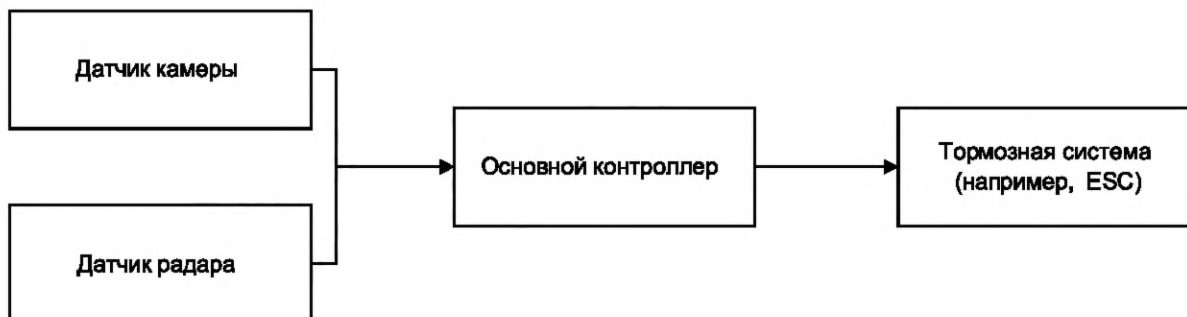 Датчик камеры
Основной контроллер
Тормозная система
(например, ESC)
Датчик радара